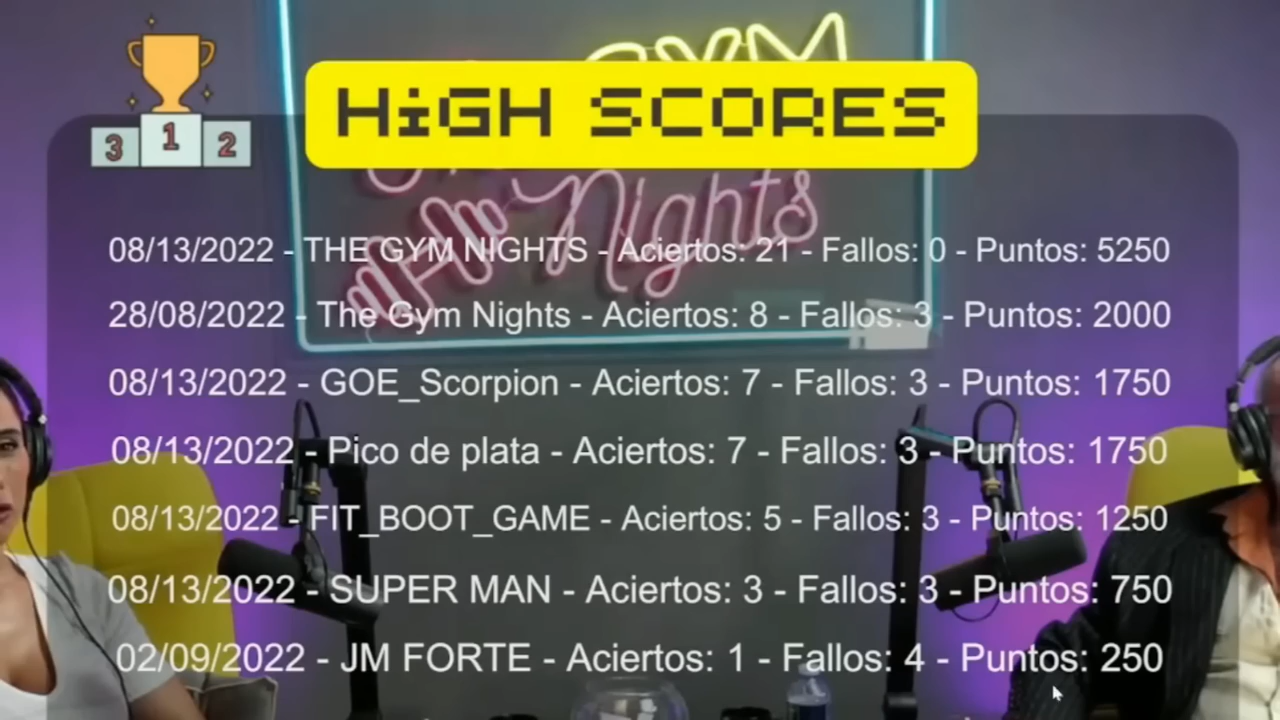 GYM
HiGH SCORES
3 1 2
Nights
08/13/2022 - THE GYM NIGHTS - Aciertos: 21 - Fallos: 0 - Puntos: 5250
28/08/2022 - The Gym Nights - Aciertos: 8 - Fallos: 3 - Puntos: 2000
08/13/2022 - GOE_Scorpion - Aciertos: 7 - Fallos: 3 - Puntos: 1750
08/13/2022 - Pico de plata - Aciertos: 7 - Fallos: 3 - Puntos: 1750
08/13/2022 - FIT_BOOT_GAME - Aciertos: 5 - Fallos: 3 - Puntos: 1250
08/13/2022 - SUPER MAN - Aciertos: 3 - Fallos: 3 - Puntos: 750
02/09/2022 - JM FORTE - Aciertos: 1 - Fallos: 4 - Puntos: 250